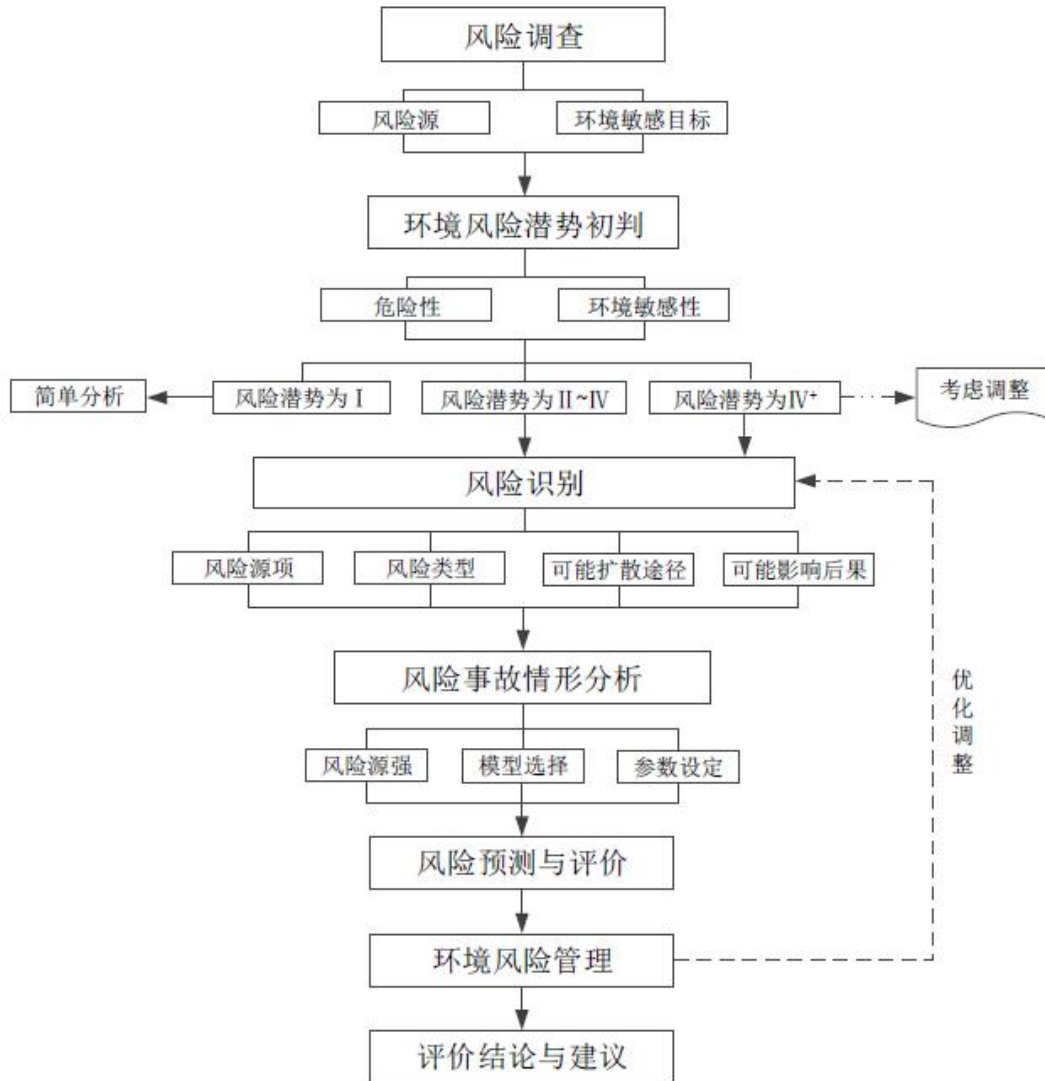 风险调查
风险源
环境敏感目标
环境风险潜势初判
危险性
环境敏感性
简单分析
风险潜势为Ⅰ
风险潜势为Ⅱ~Ⅳ
风险潜势为Ⅳ⁺
考虑调整
风险识别
风险源项
风险类型
可能扩散途径
可能影响后果
风险事故情形分析
优化调整
风险源强
模型选择
参数设定
风险预测与评价
环境风险管理
评价结论与建议